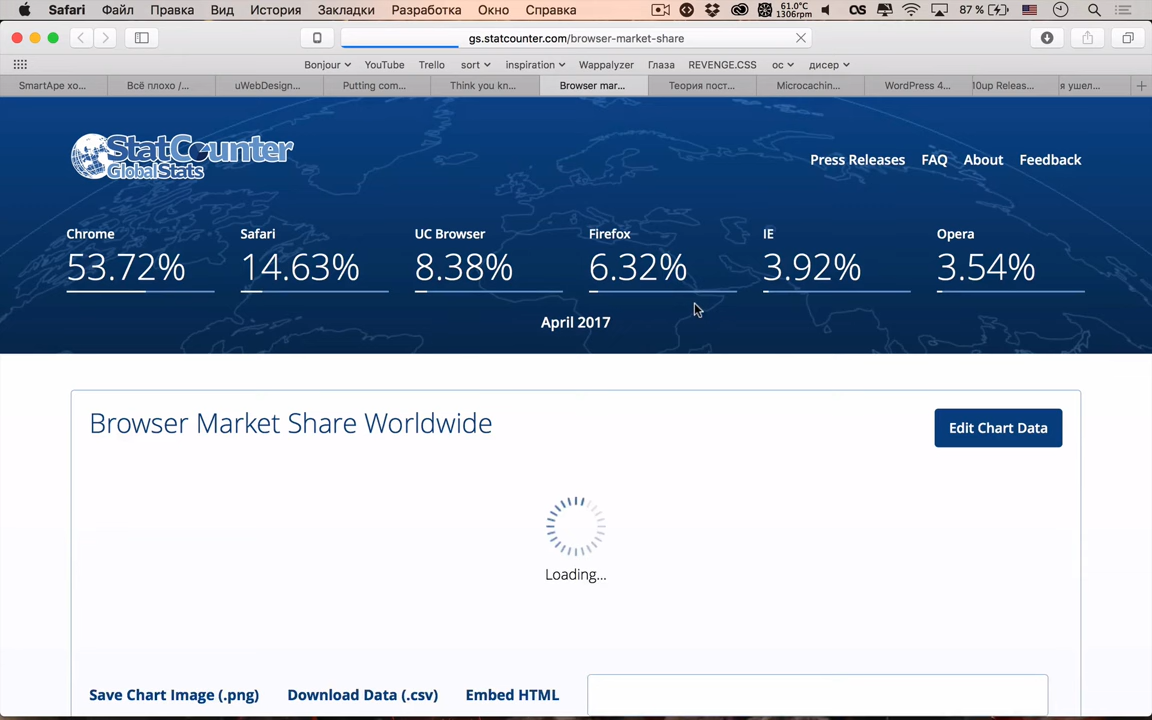 Safari Файл Правка Вид История Закладки Разработка Окно Справка 61.0°C 1306rpm 87 %
gs.statcounter.com/browser-market-share
Bonjour YouTube Trello sort inspiration Wappalyzer Глаза REVENGE.CSS ос дисер
SmartApe хо... Всё плохо /... uWebDesign... Putting com... Think you kn... Browser mar... Теория пост... Microcachin... WordPress 4... 10up Releas... я ушел...
StatCounter
GlobalStats
Press Releases FAQ About Feedback
Chrome Safari UC Browser Firefox IE Opera
53.72% 14.63% 8.38% 6.32% 3.92% 3.54%
April 2017
Browser Market Share Worldwide
Edit Chart Data
Loading...
Save Chart Image (.png) Download Data (.csv) Embed HTML